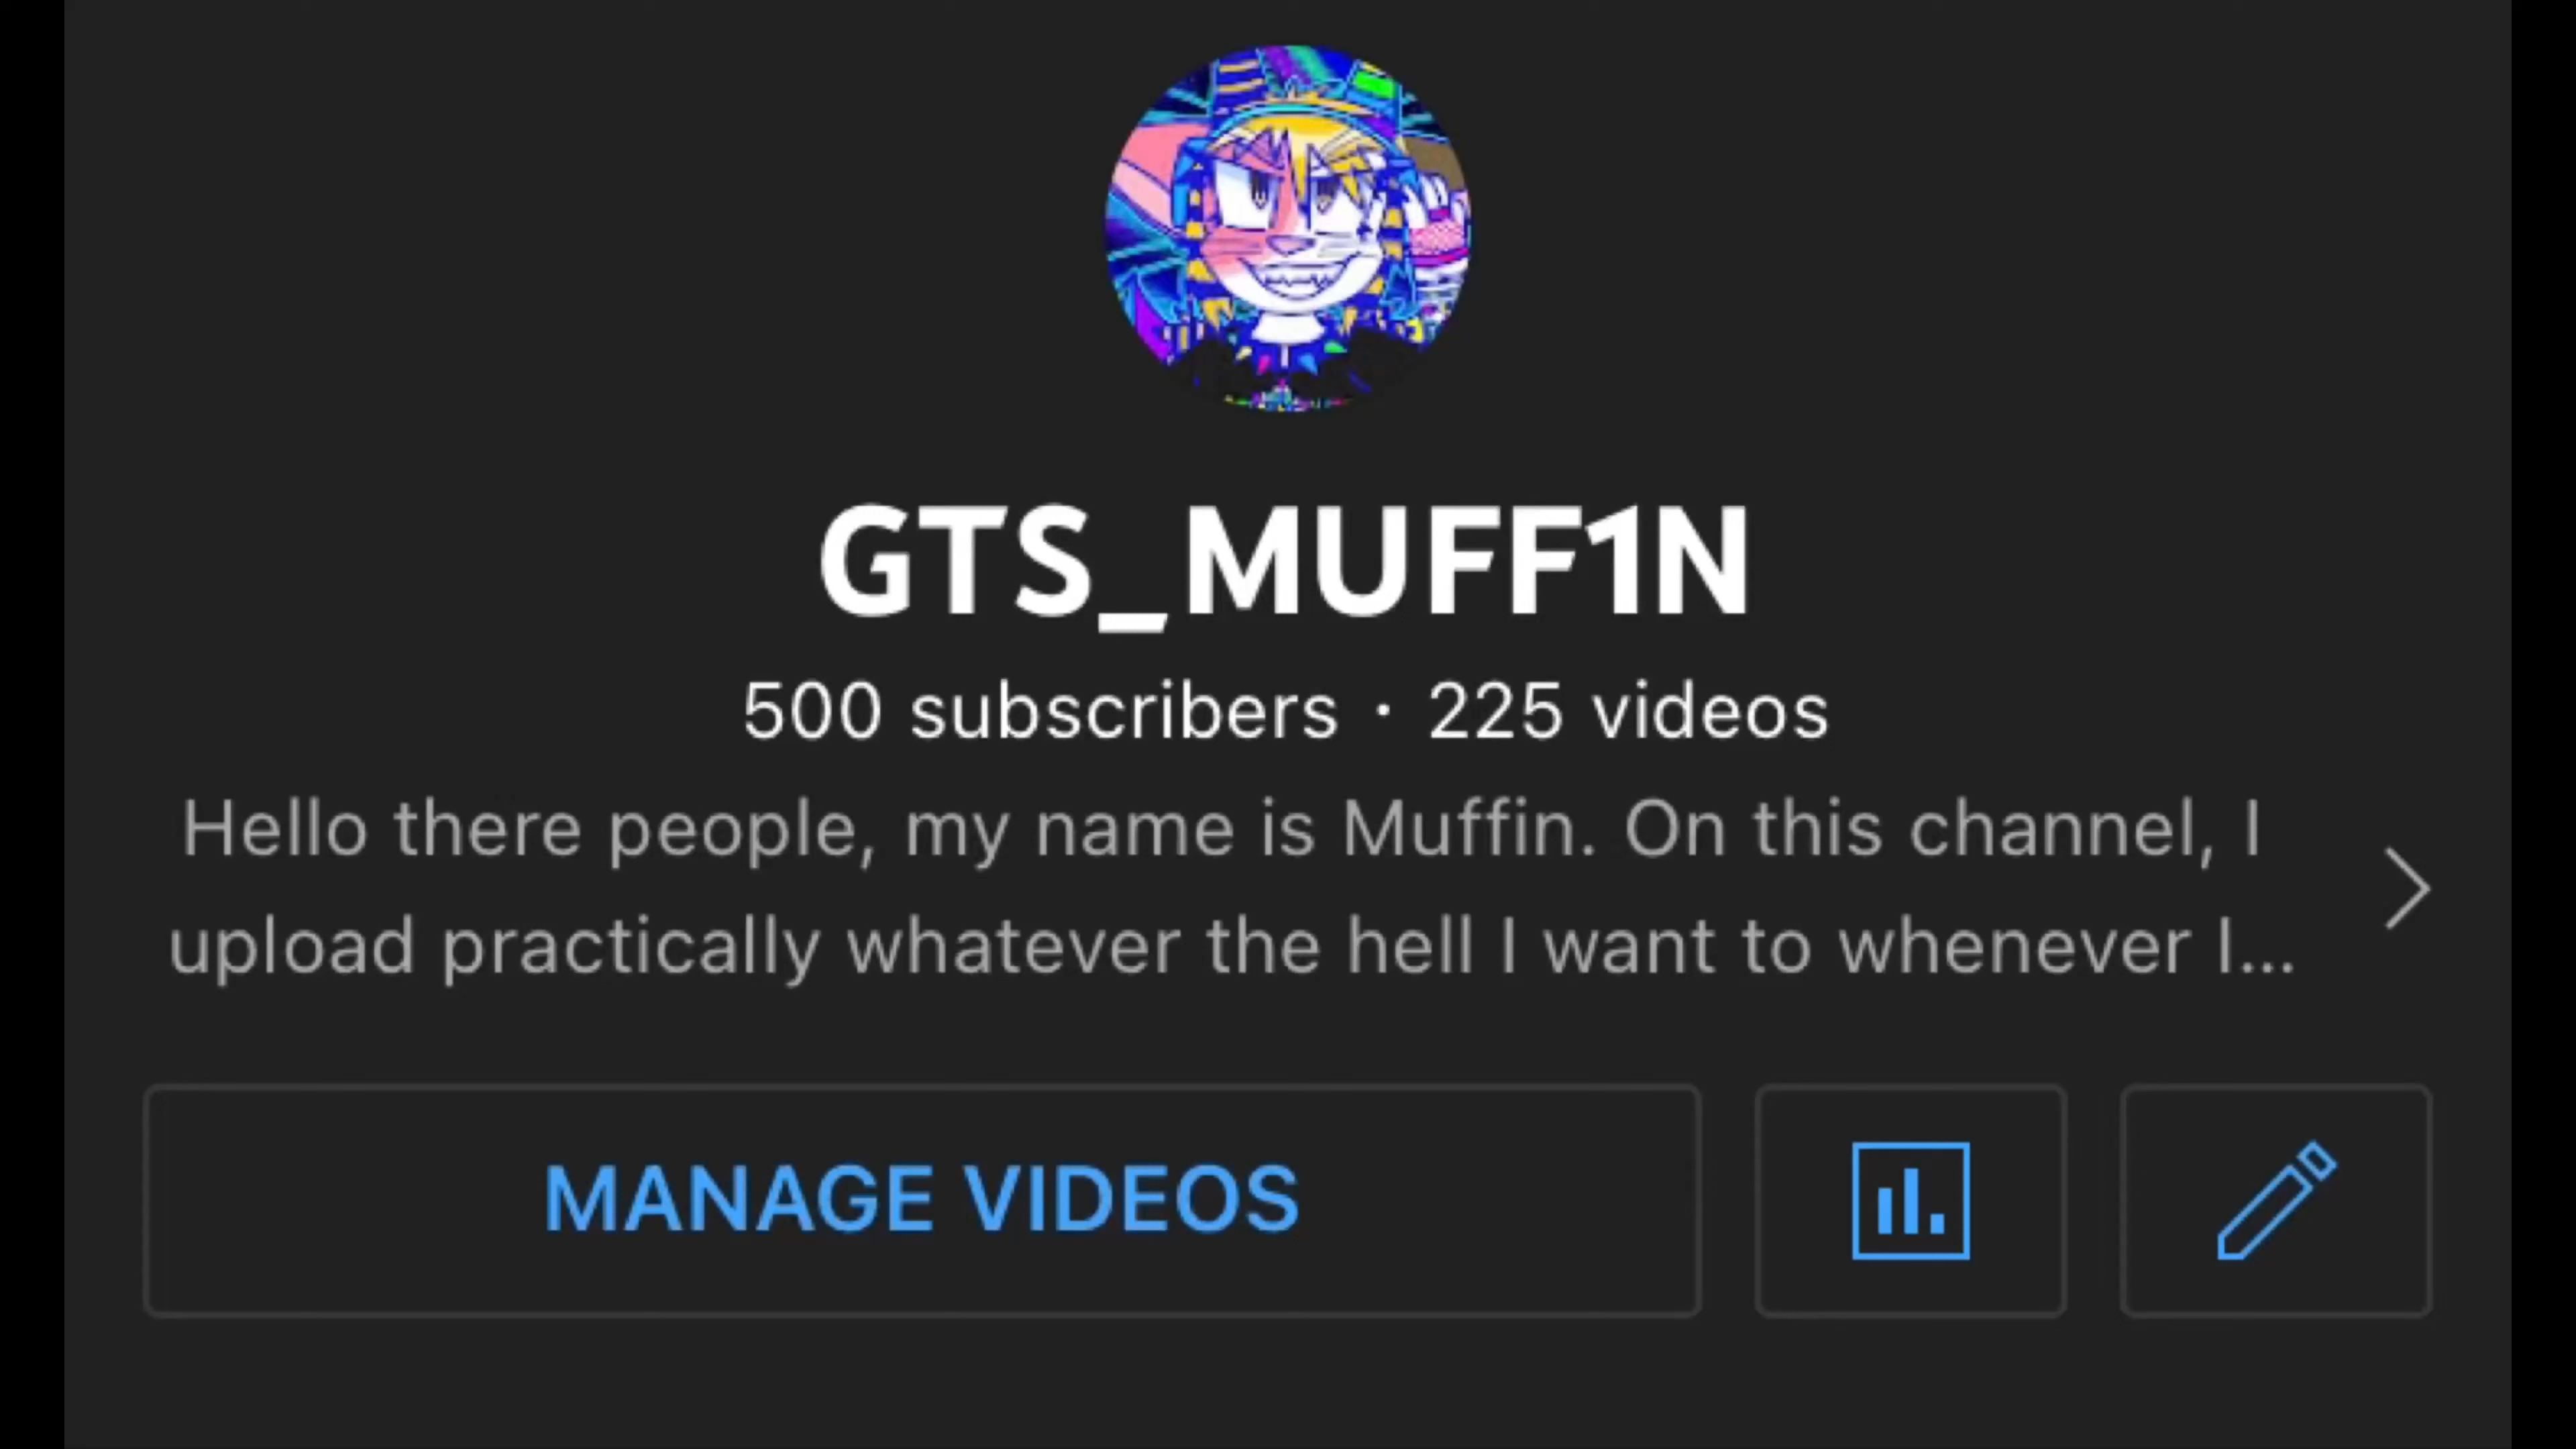 GTS_MUFF1N
500 subscribers · 225 videos
Hello there people, my name is Muffin. On this channel, I
upload practically whatever the hell I want to whenever I...
MANAGE VIDEOS